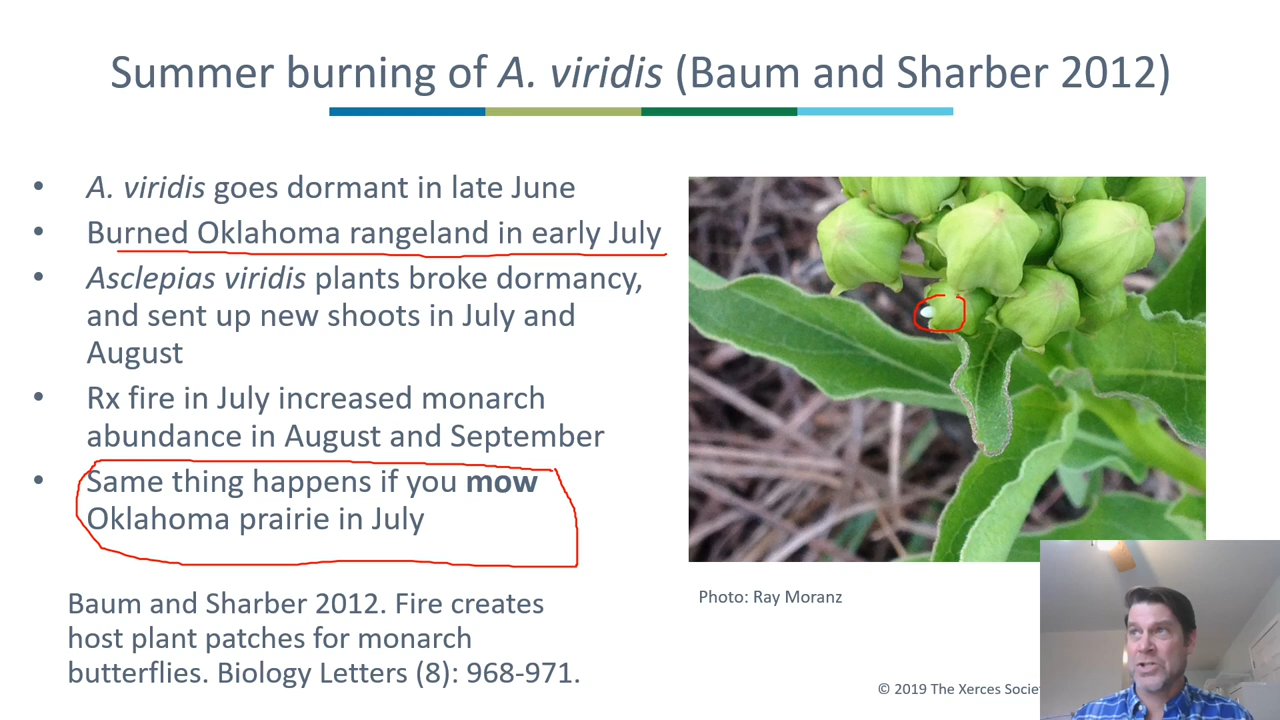 Summer burning of A. viridis (Baum and Sharber 2012)
• A. viridis goes dormant in late June
• Burned Oklahoma rangeland in early July
• Asclepias viridis plants broke dormancy,
and sent up new shoots in July and
August
• Rx fire in July increased monarch
abundance in August and September
• Same thing happens if you mow
Oklahoma prairie in July
Baum and Sharber 2012. Fire creates
host plant patches for monarch
butterflies. Biology Letters (8): 968-971.
Photo: Ray Moranz
© 2019 The Xerces